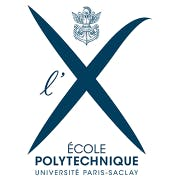 l'X
ÉCOLE
POLYTECHNIQUE
UNIVERSITÉ PARIS-SACLAY